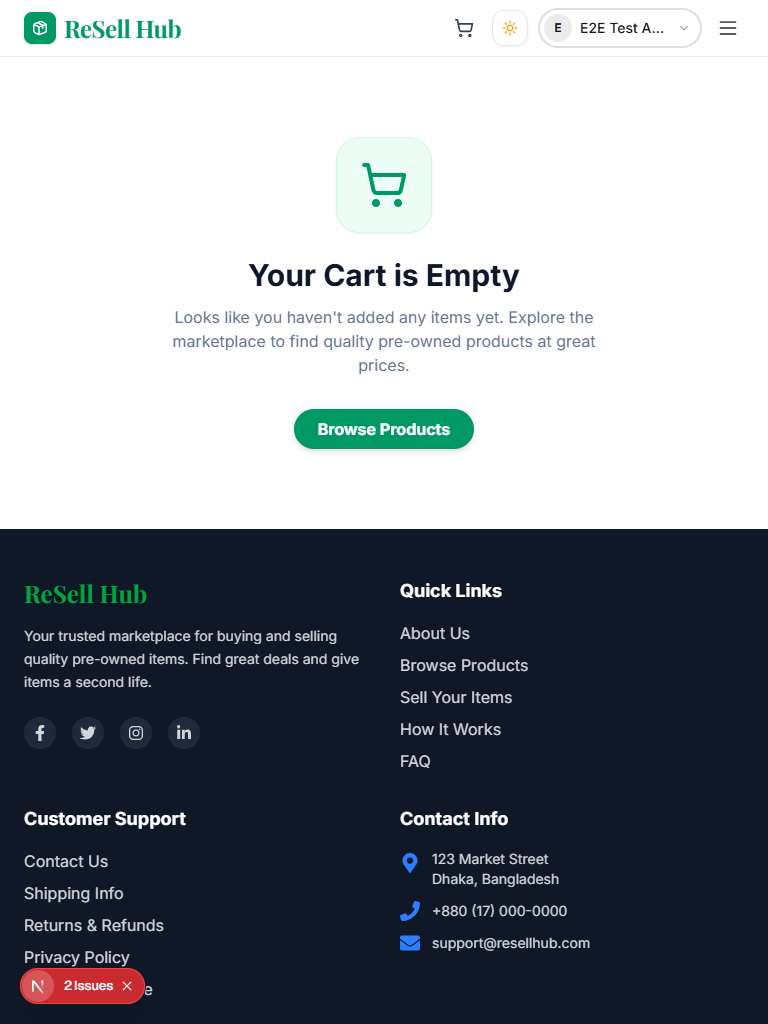 ReSell Hub
E
E2E Test A...
Your Cart is Empty
Looks like you haven't added any items yet. Explore the
marketplace to find quality pre-owned products at great
prices.
Browse Products
ReSell Hub
Your trusted marketplace for buying and selling
quality pre-owned items. Find great deals and give
items a second life.
Quick Links
About Us
Browse Products
Sell Your Items
How It Works
FAQ
Customer Support
Contact Us
Shipping Info
Returns & Refunds
Privacy Policy
Contact Info
123 Market Street
Dhaka, Bangladesh
+880 (17) 000-0000
support@resellhub.com
N
2 Issues